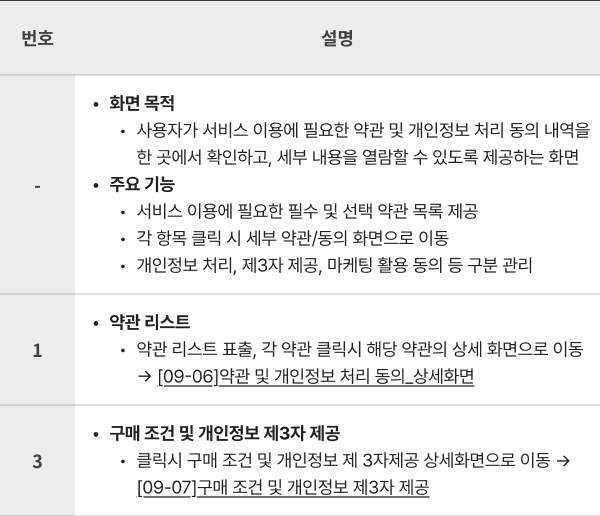 번호 설명
-
• 화면 목적
• 사용자가 서비스 이용에 필요한 약관 및 개인정보 처리 동의 내역을
한 곳에서 확인하고, 세부 내용을 열람할 수 있도록 제공하는 화면
• 주요 기능
• 서비스 이용에 필요한 필수 및 선택 약관 목록 제공
• 각 항목 클릭 시 세부 약관/동의 화면으로 이동
• 개인정보 처리, 제3자 제공, 마케팅 활용 동의 등 구분 관리
1
• 약관 리스트
• 약관 리스트 표출, 각 약관 클릭시 해당 약관의 상세 화면으로 이동
→ [09-06]약관 및 개인정보 처리 동의_상세화면
3
• 구매 조건 및 개인정보 제3자 제공
• 클릭시 구매 조건 및 개인정보 제 3자제공 상세화면으로 이동 →
[09-07]구매 조건 및 개인정보 제3자 제공